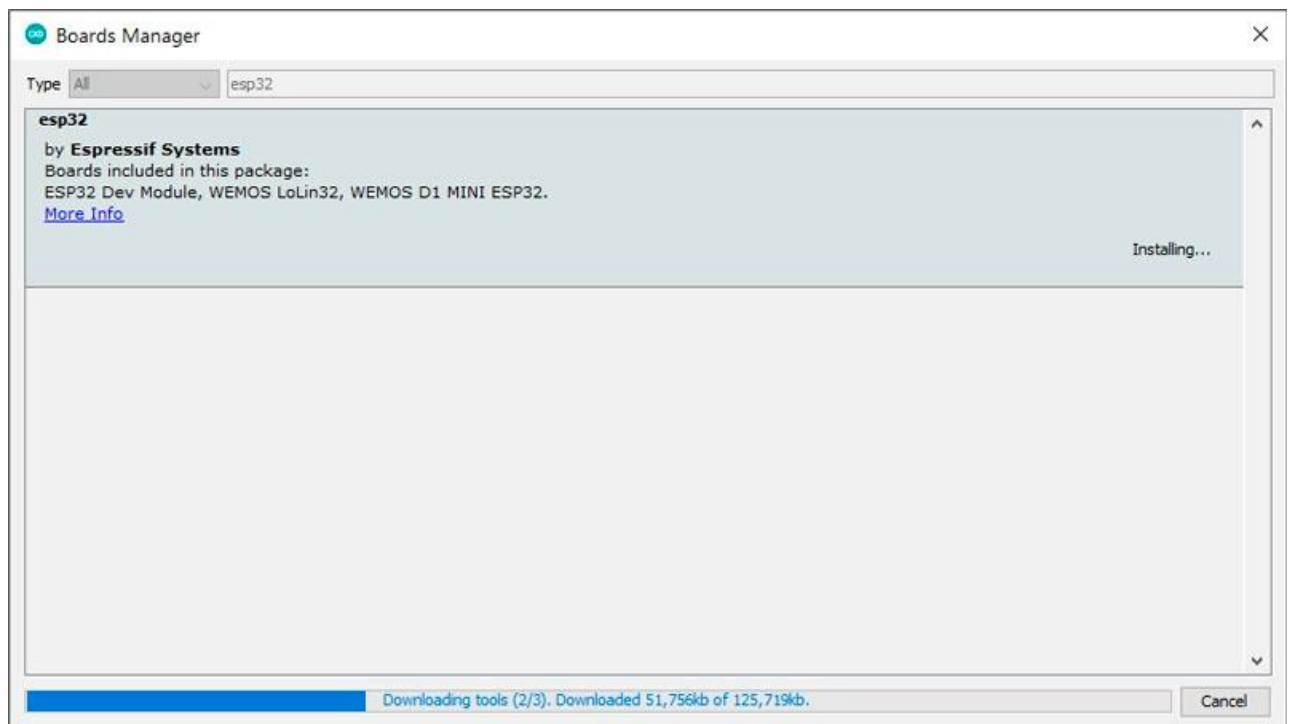 Boards Manager
Type All esp32
esp32
by Espressif Systems
Boards included in this package:
ESP32 Dev Module, WEMOS LoLin32, WEMOS D1 MINI ESP32.
More Info
Installing...
Downloading tools (2/3). Downloaded 51,756kb of 125,719kb.
Cancel